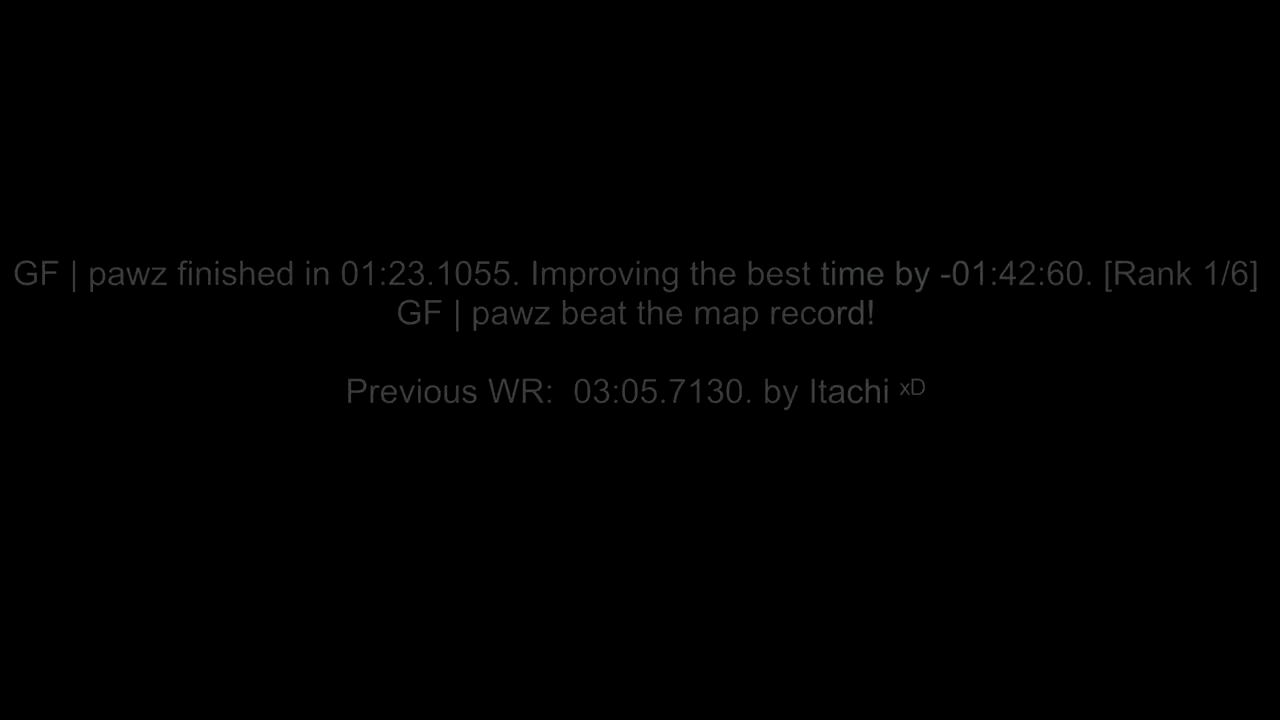 GF | pawz finished in 01:23.1055. Improving the best time by -01:42:60. [Rank 1/6]
GF | pawz beat the map record!
Previous WR:  03:05.7130. by Itachi ˣᴰ